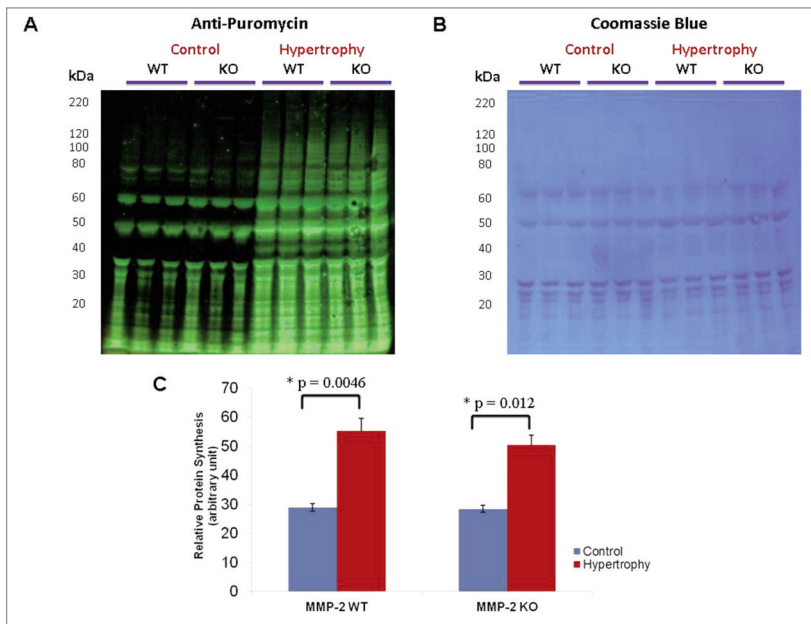 A
Anti-Puromycin
Control
Hypertrophy
WT
KO
WT
KO
kDa
220
120
100
80
60
50
40
30
20
B
Coomassie Blue
Control
Hypertrophy
WT
KO
WT
KO
kDa
220
120
100
80
60
50
40
30
20
C
Relative Protein Synthesis
(arbitrary unit)
70
60
50
40
30
20
10
0
* p = 0.0046
* p = 0.012
Control
Hypertrophy
MMP-2 WT
MMP-2 KO